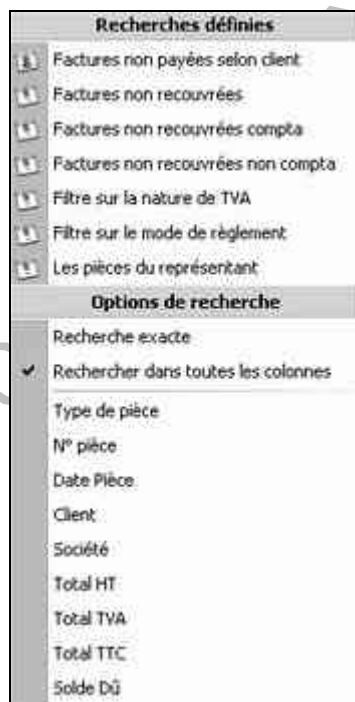 Recherches définies
Factures non payées selon client
Factures non recouvrées
Factures non recouvrées compta
Factures non recouvrées non compta
Filtre sur la nature de TVA
Filtre sur le mode de règlement
Les pièces du représentant
Options de recherche
Recherche exacte
Rechercher dans toutes les colonnes
Type de pièce
N° pièce
Date Pièce
Client
Société
Total HT
Total TVA
Total TTC
Solde Dû